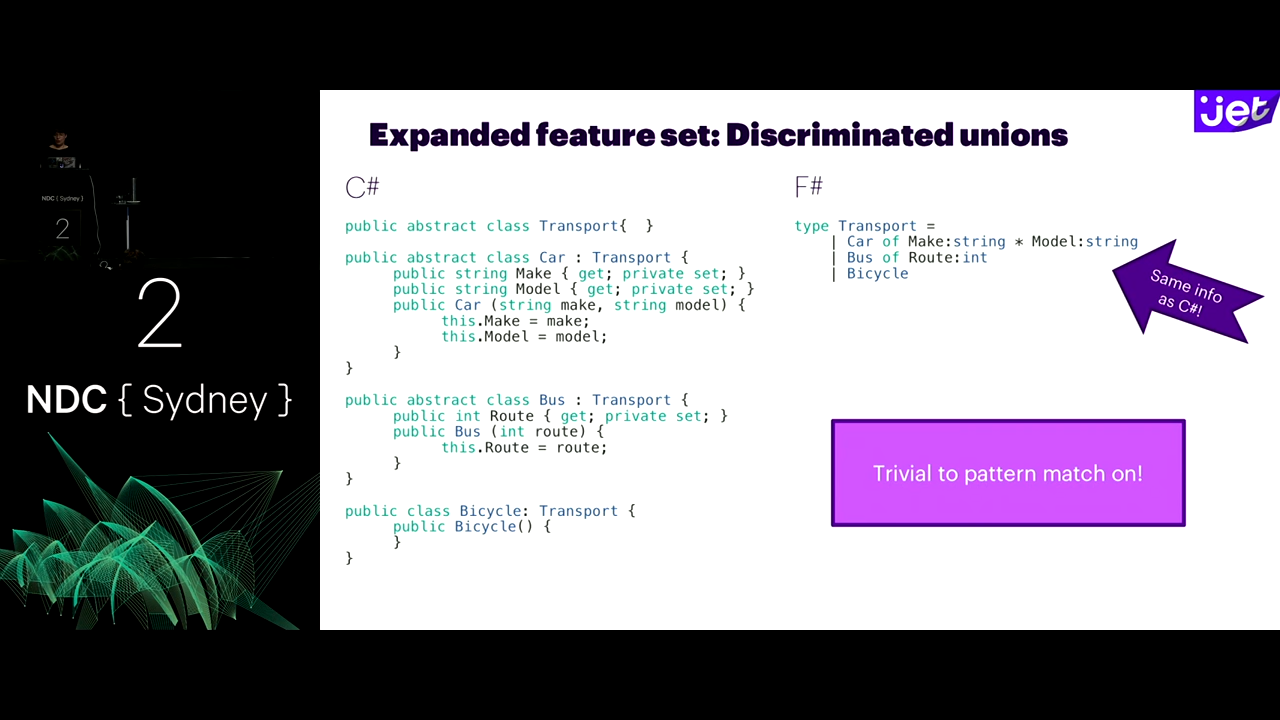 jet
Expanded feature set: Discriminated unions
C#
public abstract class Transport{  }
public abstract class Car : Transport {
public string Make { get; private set; }
public string Model { get; private set; }
public Car (string make, string model) {
this.Make = make;
this.Model = model;
}
}
public abstract class Bus : Transport {
public int Route { get; private set; }
public Bus (int route) {
this.Route = route;
}
}
public class Bicycle: Transport {
public Bicycle() {
}
}
F#
type Transport =
| Car of Make:string * Model:string
| Bus of Route:int
| Bicycle
Same info
as C#!
Trivial to pattern match on!
NDC { Sydney }
2
2
NDC { Sydney }